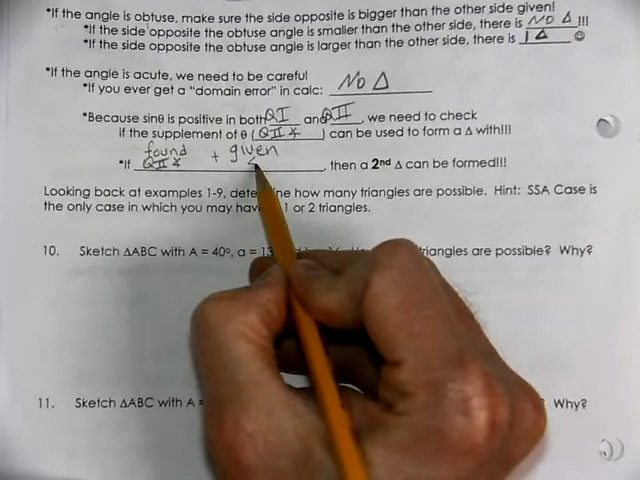 *If the angle is obtuse, make sure the side opposite is bigger than the other side given!
*If the side opposite the obtuse angle is smaller than the other side, there is NO Δ !!!
*If the side opposite the obtuse angle is larger than the other side, there is 1 Δ ☺
*If the angle is acute, we need to be careful
*If you ever get a "domain error" in calc: NO Δ
*Because sinθ is positive in both QI and QII, we need to check
if the supplement of θ (QII ∡) can be used to form a Δ with!!!
found + given
*If QII ∡ <, then a 2nd Δ can be formed!!!
Looking back at examples 1-9, determine how many triangles are possible. Hint: SSA Case is
the only case in which you may have 1 or 2 triangles.
10. Sketch ΔABC with A = 40°, a = 13 triangles are possible? Why?
11. Sketch ΔABC with A = Why?